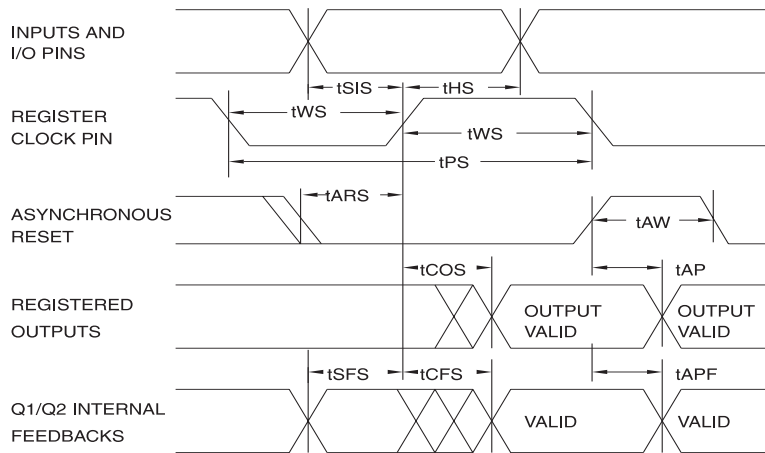 INPUTS AND
I/O PINS
tSIS
tHS
REGISTER
CLOCK PIN
tWS
tWS
tPS
ASYNCHRONOUS
RESET
tARS
tAW
tCOS
tAP
REGISTERED
OUTPUTS
OUTPUT
VALID
OUTPUT
VALID
tSFS
tCFS
tAPF
Q1/Q2 INTERNAL
FEEDBACKS
VALID
VALID